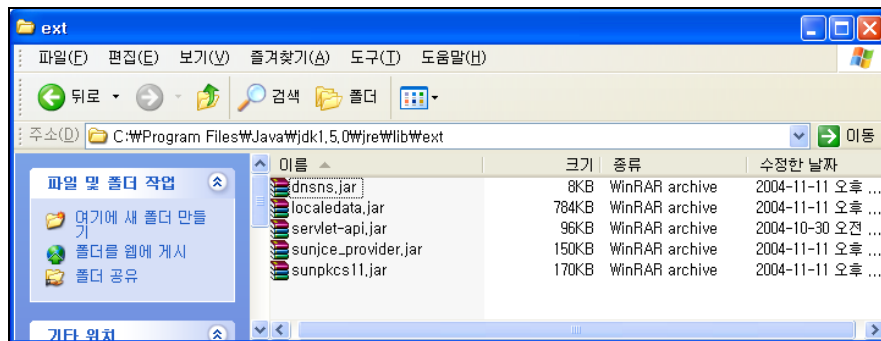 ext
파일(F) 편집(E) 보기(V) 즐겨찾기(A) 도구(T) 도움말(H)
뒤로 검색 폴더
주소(D) C:₩Program Files₩Java₩jdk1,5,0₩jre₩lib₩ext 이동
파일 및 폴더 작업
여기에 새 폴더 만들
기
폴더를 웹에 게시
폴더 공유
기타 위치
이름 크기 종류 수정한 날짜
dnsns,jar 8KB WinRAR archive 2004-11-11 오후 ...
localedata,jar 784KB WinRAR archive 2004-11-11 오후 ...
servlet-api,jar 96KB WinRAR archive 2004-10-30 오전 ...
sunjce_provider,jar 150KB WinRAR archive 2004-11-11 오후 ...
sunpkcs11,jar 170KB WinRAR archive 2004-11-11 오후 ...